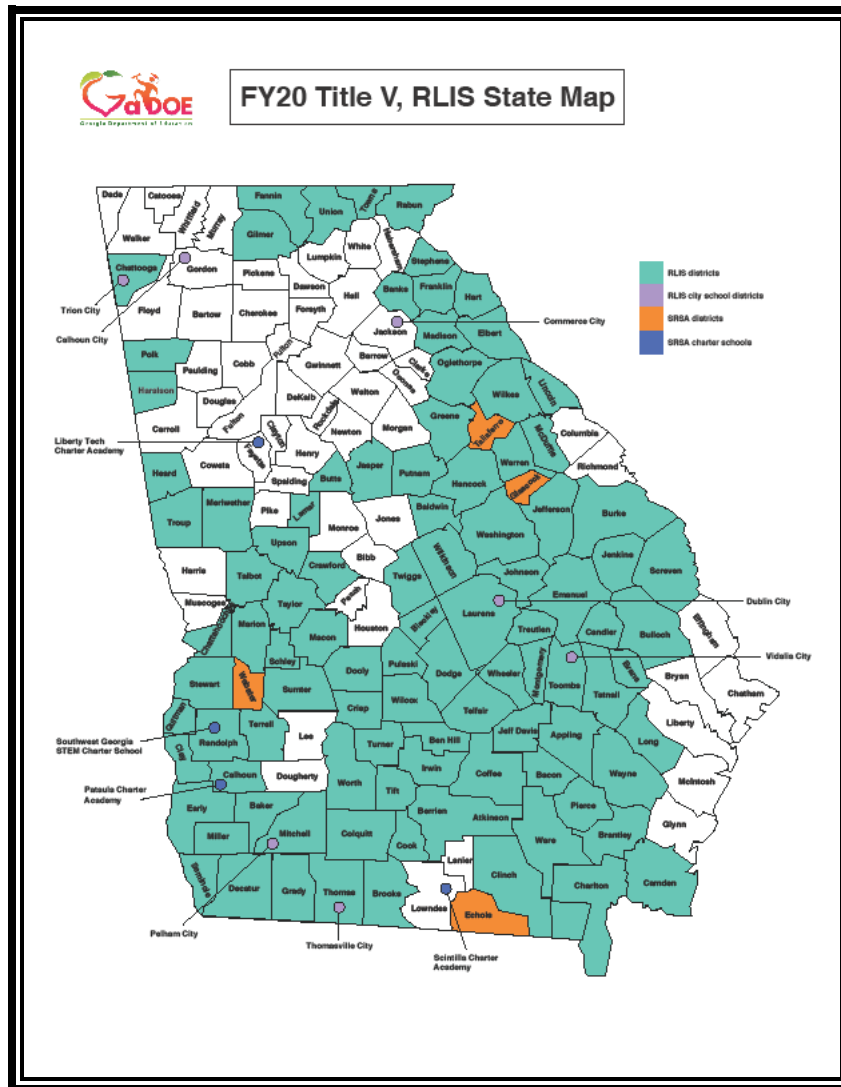 GaDOE
Georgia Department of Education
FY20 Title V, RLIS State Map
RLIS districts
RLIS city school districts
SRSA districts
SRSA charter schools
Dade
Catoosa
Whitfield
Murray
Fannin
Union
Towns
Rabun
Walker
Gilmer
Lumpkin
White
Habersham
Stephens
Chattooga
Gordon
Pickens
Dawson
Banks
Franklin
Hart
Trion City
Floyd
Bartow
Cherokee
Forsyth
Hall
Jackson
Commerce City
Madison
Elbert
Calhoun City
Polk
Paulding
Cobb
Fulton
Gwinnett
Barrow
Clarke
Oconee
Oglethorpe
Wilkes
Lincoln
Haralson
Douglas
DeKalb
Rockdale
Walton
Greene
Taliaferro
McDuffie
Columbia
Carroll
Fulton
Clayton
Fayette
Henry
Newton
Morgan
Warren
Richmond
Liberty Tech
Charter Academy
Heard
Coweta
Spalding
Butts
Jasper
Putnam
Hancock
Glascock
Jefferson
Burke
Troup
Meriwether
Pike
Lamar
Monroe
Jones
Baldwin
Washington
Upson
Bibb
Wilkinson
Jenkins
Screven
Harris
Talbot
Crawford
Twiggs
Johnson
Emanuel
Muscogee
Taylor
Peach
Houston
Bleckley
Laurens
Dublin City
Chattahoochee
Marion
Macon
Treutlen
Candler
Bulloch
Effingham
Schley
Dooly
Pulaski
Dodge
Wheeler
Montgomery
Toombs
Vidalia City
Evans
Stewart
Webster
Sumter
Crisp
Wilcox
Telfair
Tattnall
Bryan
Chatham
Quitman
Randolph
Terrell
Lee
Turner
Ben Hill
Jeff Davis
Appling
Long
Liberty
Southwest Georgia
STEM Charter School
Clay
Calhoun
Dougherty
Worth
Tift
Irwin
Coffee
Bacon
Wayne
McIntosh
Pataula Charter
Academy
Early
Baker
Berrien
Atkinson
Pierce
Brantley
Glynn
Miller
Mitchell
Colquitt
Cook
Lanier
Ware
Seminole
Decatur
Grady
Thomas
Brooks
Lowndes
Clinch
Echols
Charlton
Camden
Pelham City
Thomasville City
Scintilla Charter
Academy